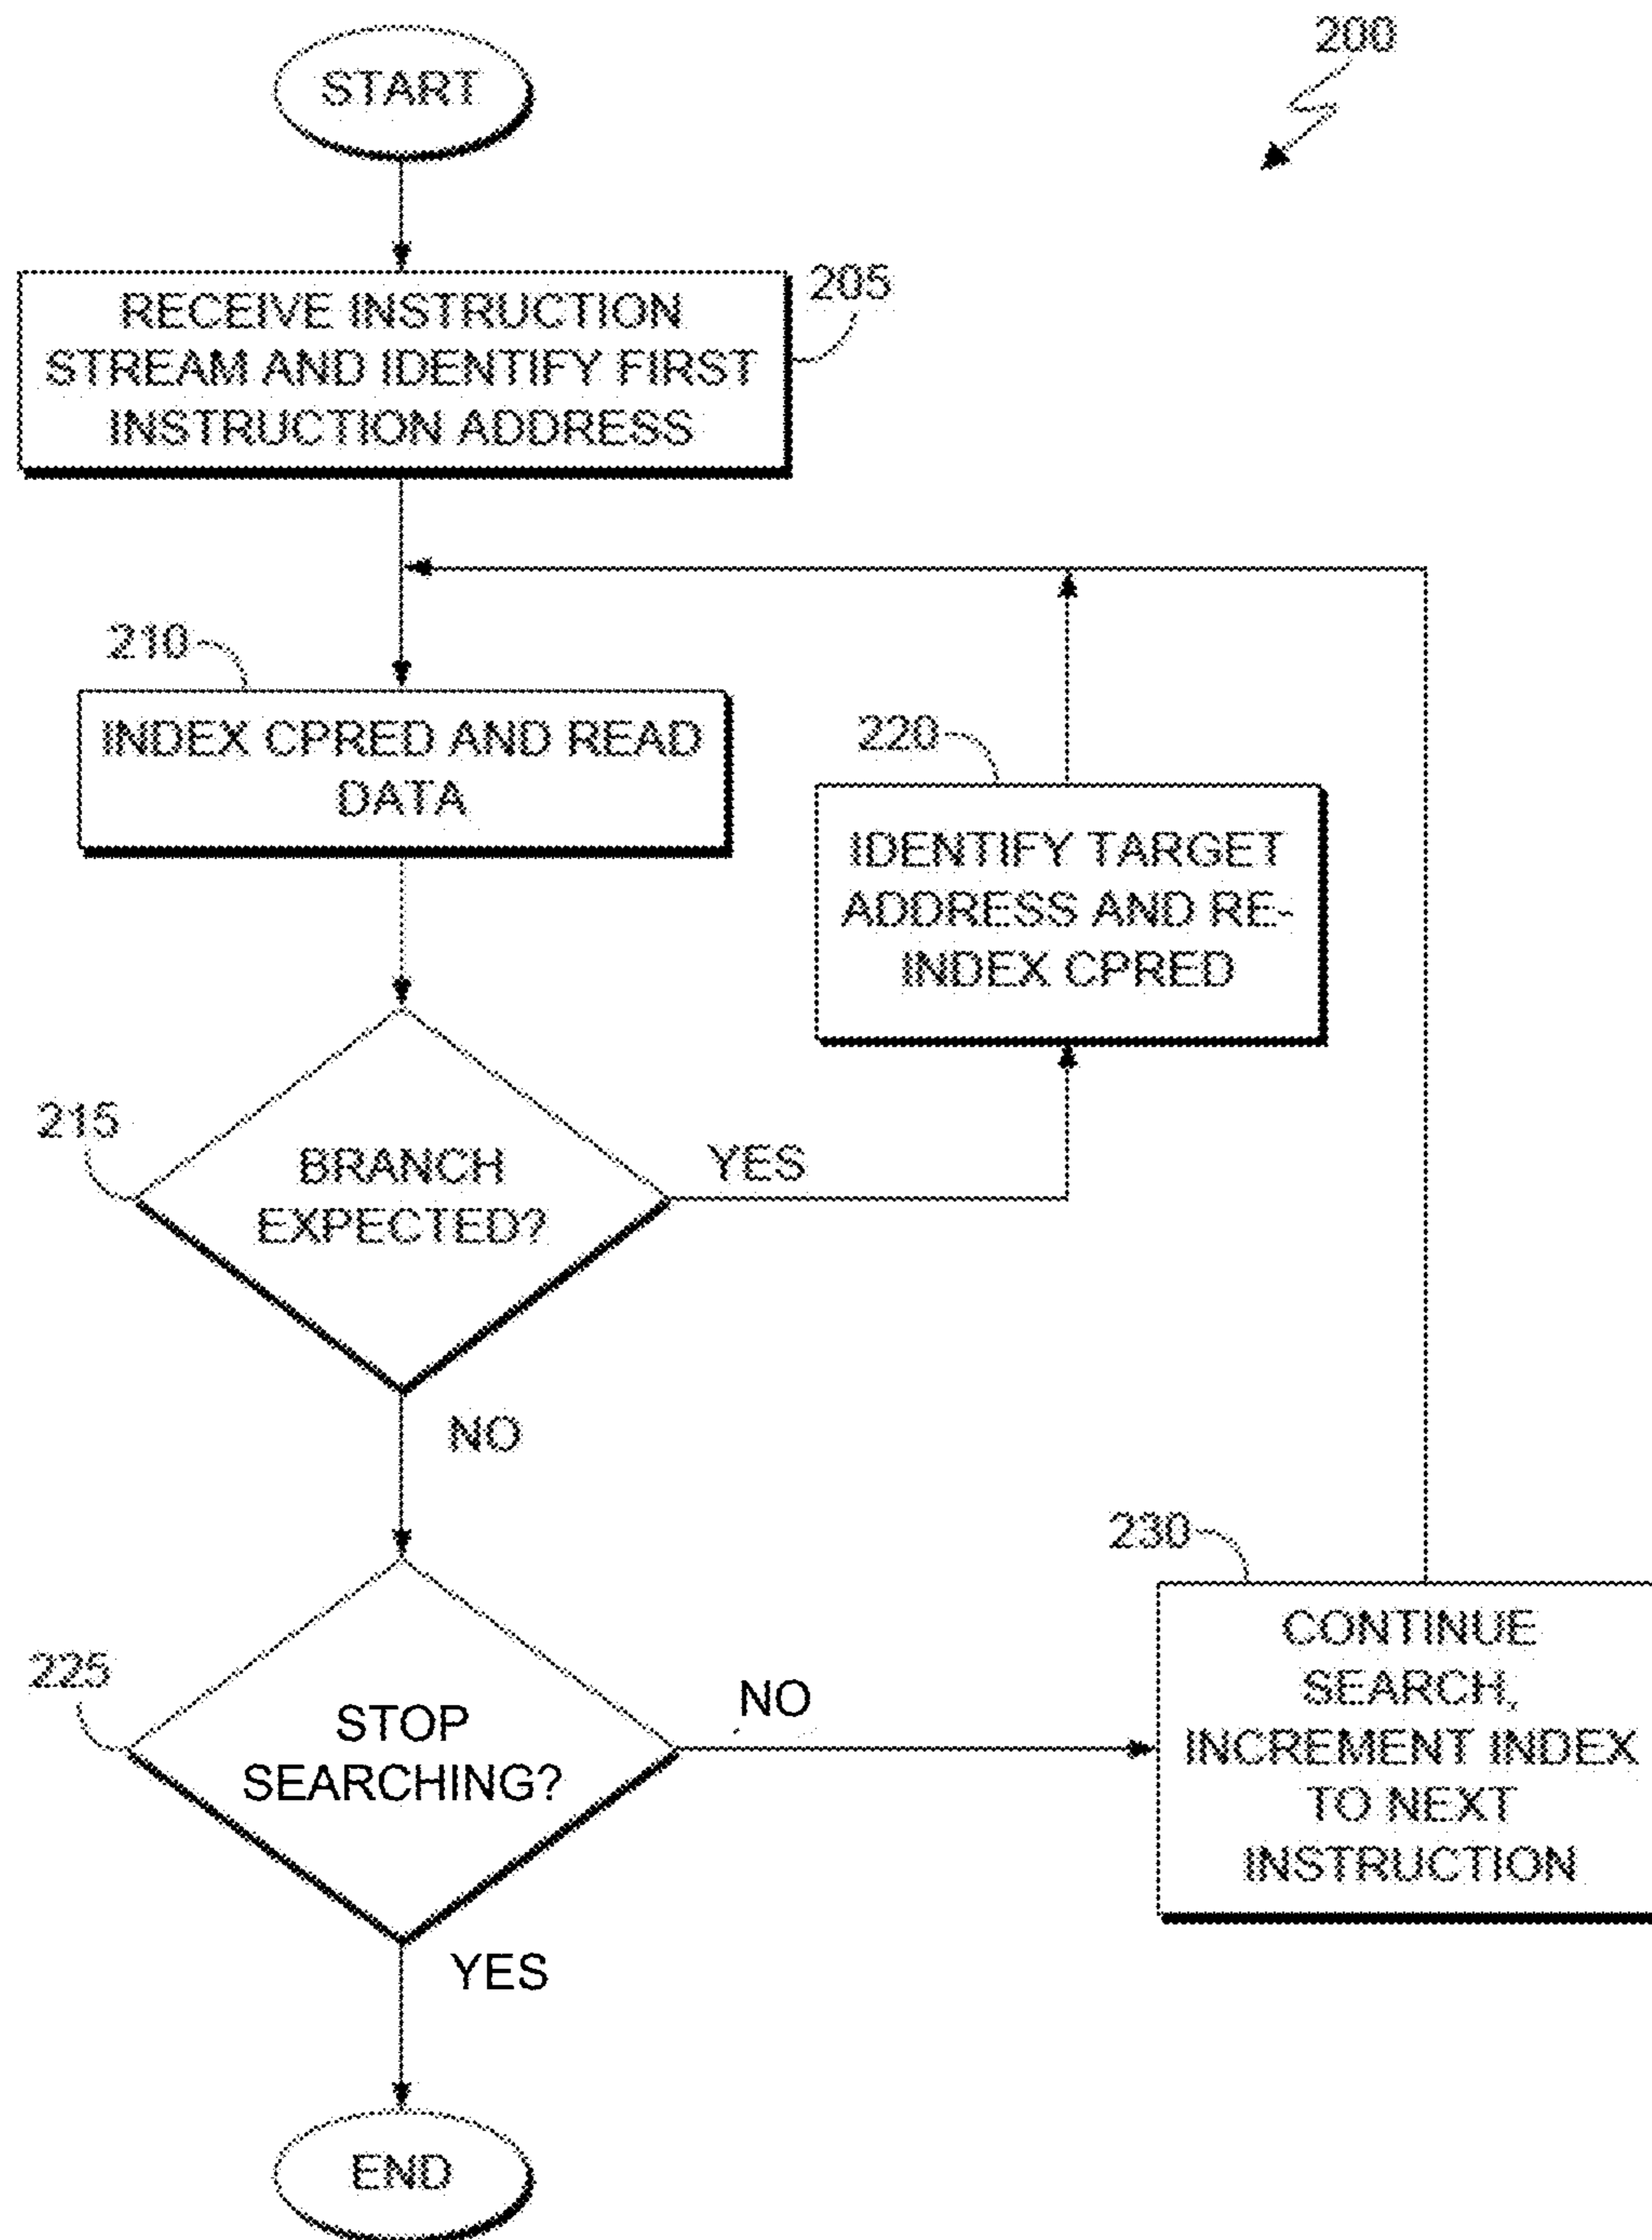 START
200
RECEIVE INSTRUCTION
STREAM AND IDENTIFY FIRST
INSTRUCTION ADDRESS
205
210
INDEX CPRED AND READ
DATA
220
IDENTIFY TARGET
ADDRESS AND RE-
INDEX CPRED
215
BRANCH
EXPECTED?
YES
NO
225
STOP
SEARCHING?
NO
230
CONTINUE
SEARCH,
INCREMENT INDEX
TO NEXT
INSTRUCTION
YES
END